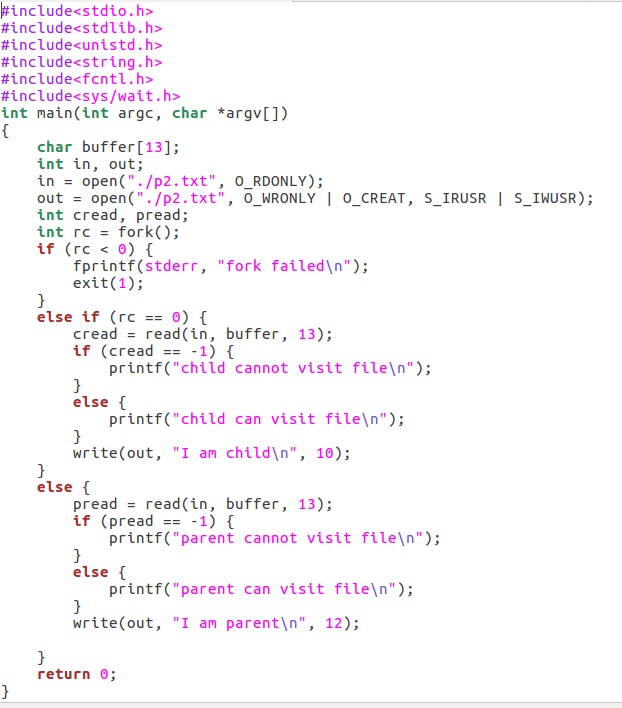 #include<stdio.h>
#include<stdlib.h>
#include<unistd.h>
#include<string.h>
#include<fcntl.h>
#include<sys/wait.h>
int main(int argc, char *argv[])
{
    char buffer[13];
    int in, out;
    in = open("./p2.txt", O_RDONLY);
    out = open("./p2.txt", O_WRONLY | O_CREAT, S_IRUSR | S_IWUSR);
    int cread, pread;
    int rc = fork();
    if (rc < 0) {
        fprintf(stderr, "fork failed\n");
        exit(1);
    }
    else if (rc == 0) {
        cread = read(in, buffer, 13);
        if (cread == -1) {
            printf("child cannot visit file\n");
        }
        else {
            printf("child can visit file\n");
        }
        write(out, "I am child\n", 10);
    }
    else {
        pread = read(in, buffer, 13);
        if (pread == -1) {
            printf("parent cannot visit file\n");
        }
        else {
            printf("parent can visit file\n");
        }
        write(out, "I am parent\n", 12);

    }
    return 0;
}